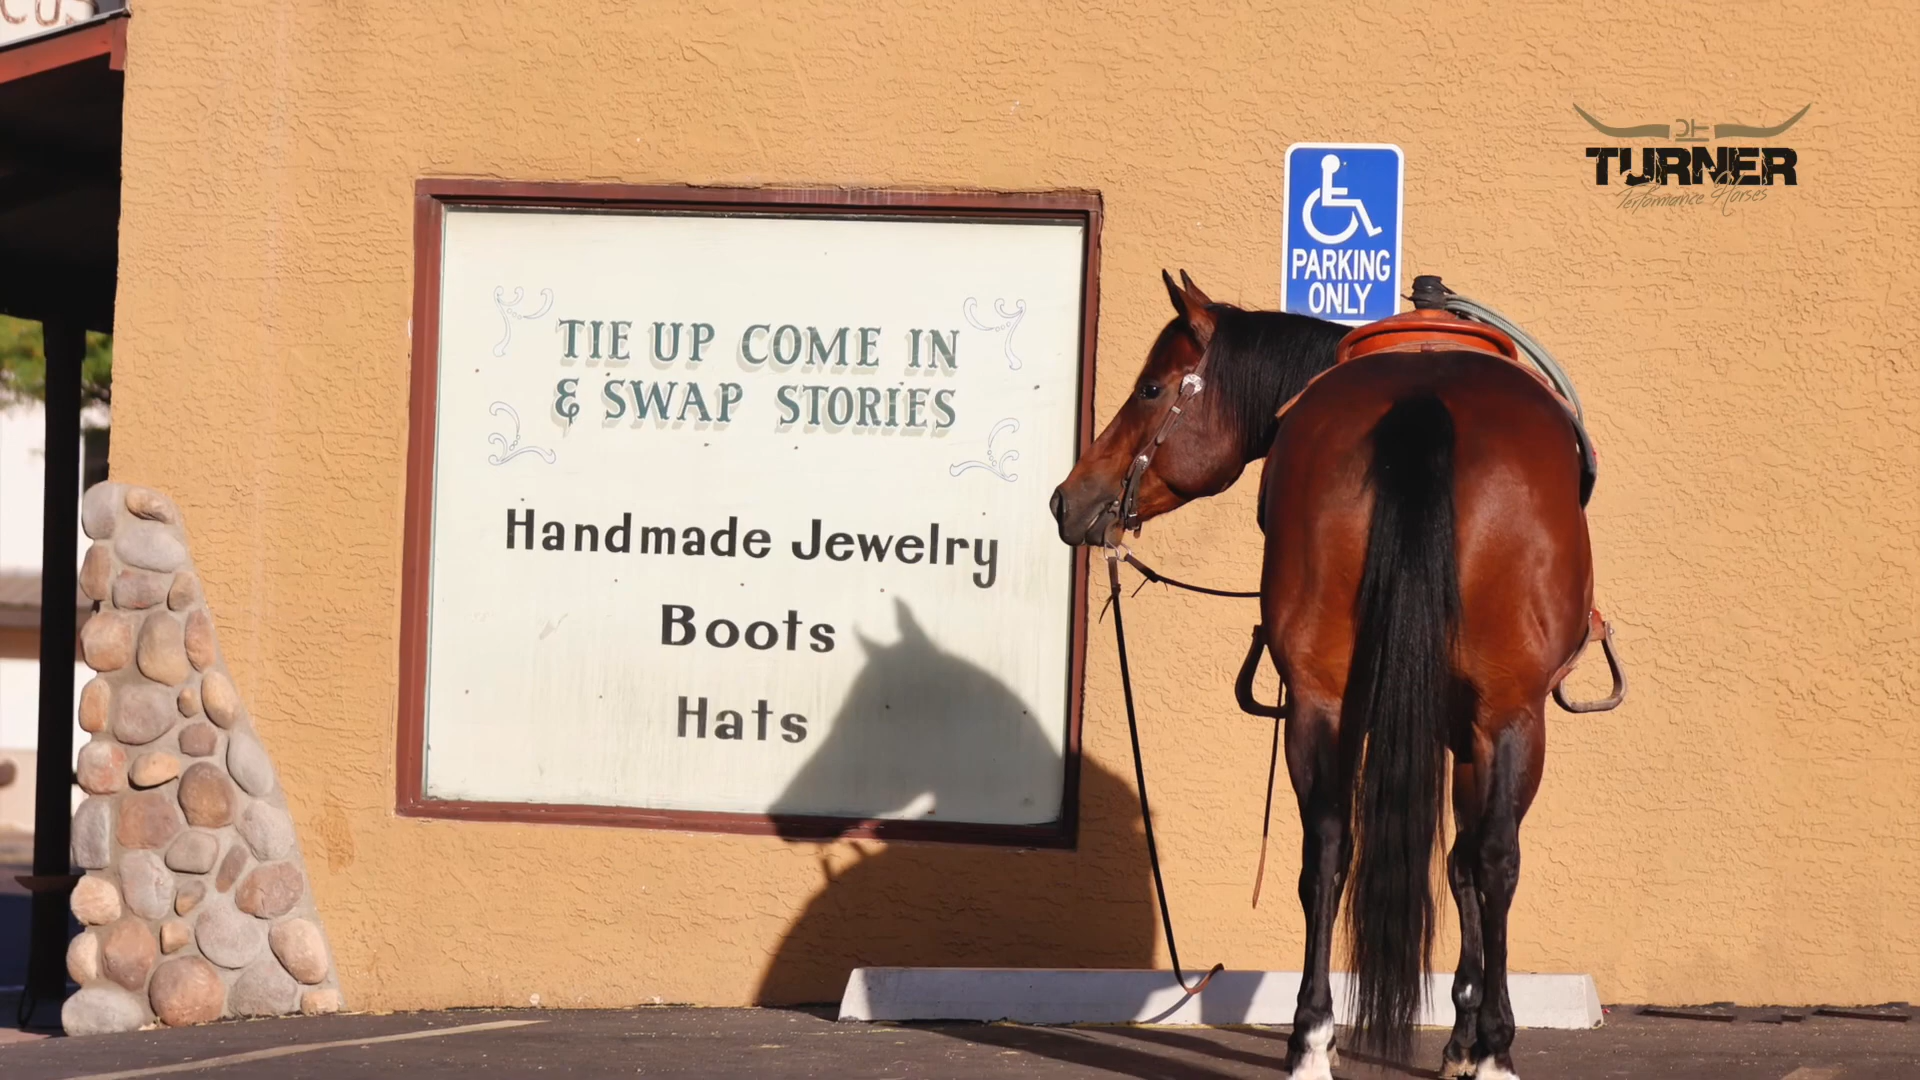 TIE UP COME IN
& SWAP STORIES
Handmade Jewelry
Boots
Hats
PARKING
ONLY
TURNER
Performance Horses